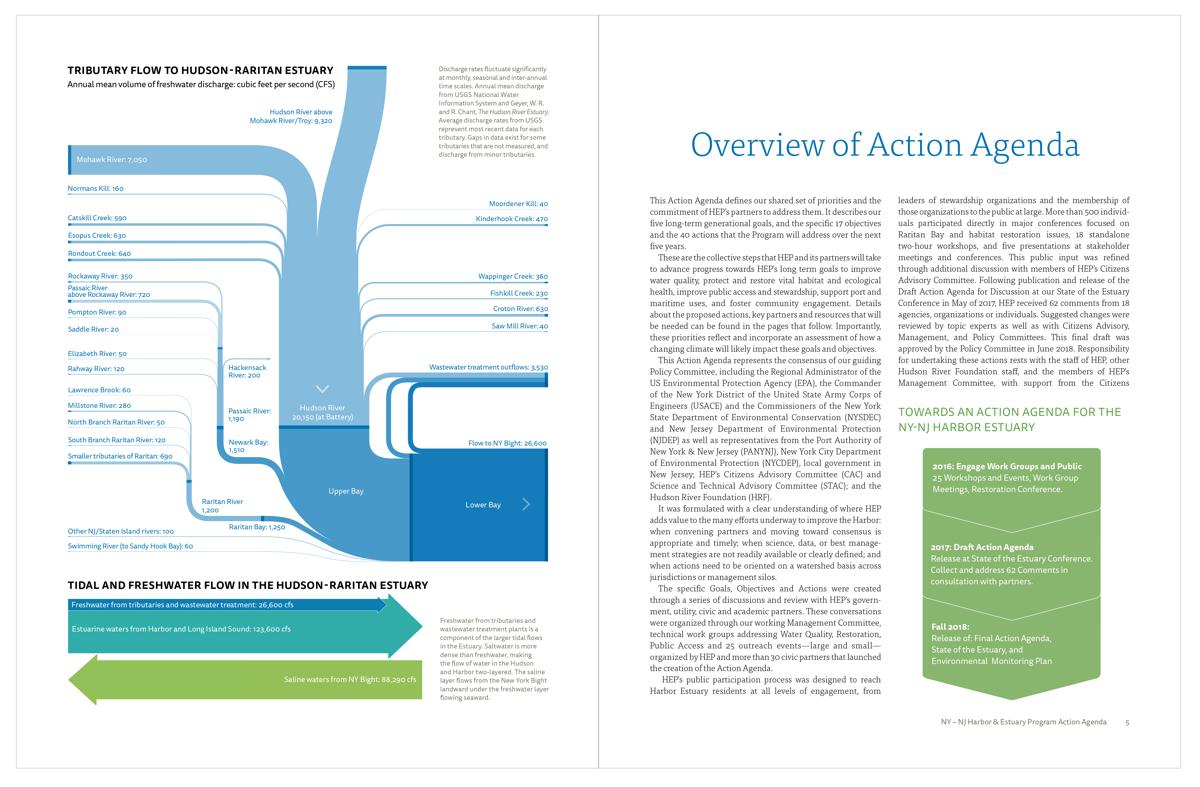 TRIBUTARY FLOW TO HUDSON-RARITAN ESTUARY
Annual mean volume of freshwater discharge: cubic feet per second (CFS)
Hudson River above
Mohawk River/Troy: 9,320
Discharge rates fluctuate significantly
at monthly, seasonal and inter-annual
time scales. Annual mean discharge
from USGS National Water
Information System and Geyer, W. R.
and R. Chant, The Hudson River Estuary.
Average discharge rates from USGS
represent most recent data for each
tributary. Gaps in data exist for some
tributaries that are not measured, and
discharge from minor tributaries.
Mohawk River: 7,050
Normans Kill: 160
Catskill Creek: 590
Esopus Creek: 630
Rondout Creek: 640
Rockaway River: 350
Passaic River
above Rockaway River: 720
Pompton River: 90
Saddle River: 20
Elizabeth River: 50
Rahway River: 120
Lawrence Brook: 60
Millstone River: 280
North Branch Raritan River: 50
South Branch Raritan River: 120
Smaller tributaries of Raritan: 690
Other NJ/Staten Island rivers: 100
Swimming River (to Sandy Hook Bay): 60
Hackensack
River: 200
Passaic River:
1,190
Newark Bay:
1,510
Raritan River
1,200
Raritan Bay: 1,250
Hudson River
20,150 (at Battery)
Upper Bay
Moordener Kill: 40
Kinderhook Creek: 470
Wappinger Creek: 360
Fishkill Creek: 230
Croton River: 630
Saw Mill River: 40
Wastewater treatment outflows: 3,530
Flow to NY Bight: 26,600
Lower Bay
TIDAL AND FRESHWATER FLOW IN THE HUDSON-RARITAN ESTUARY
Freshwater from tributaries and wastewater treatment: 26,600 cfs
Estuarine waters from Harbor and Long Island Sound: 123,600 cfs
Saline waters from NY Bight: 88,290 cfs
Freshwater from tributaries and
wastewater treatment plants is a
component of the larger tidal flows
in the Estuary. Saltwater is more
dense than freshwater, making
the flow of water in the Hudson
and Harbor two-layered. The saline
layer flows from the New York Bight
landward under the freshwater layer
flowing seaward.
Overview of Action Agenda
This Action Agenda defines our shared set of priorities and the
commitment of HEP's partners to address them. It describes our
five long-term generational goals, and the specific 17 objectives
and the 40 actions that the Program will address over the next
five years.
These are the collective steps that HEP and its partners will take
to advance progress towards HEP's long term goals to improve
water quality, protect and restore vital habitat and ecological
health, improve public access and stewardship, support port and
maritime uses, and foster community engagement. Details
about the proposed actions, key partners and resources that will
be needed can be found in the pages that follow. Importantly,
these priorities reflect and incorporate an assessment of how a
changing climate will likely impact these goals and objectives.
This Action Agenda represents the consensus of our guiding
Policy Committee, including the Regional Administrator of the
US Environmental Protection Agency (EPA), the Commander
of the New York District of the United State Army Corps of
Engineers (USACE) and the Commissioners of the New York
State Department of Environmental Conservation (NYSDEC)
and New Jersey Department of Environmental Protection
(NJDEP) as well as representatives from the Port Authority of
New York & New Jersey (PANYNJ), New York City Department
of Environmental Protection (NYCDEP), local government in
New Jersey; HEP's Citizens Advisory Committee (CAC) and
Science and Technical Advisory Committee (STAC); and the
Hudson River Foundation (HRF).
It was formulated with a clear understanding of where HEP
adds value to the many efforts underway to improve the Harbor:
when convening partners and moving toward consensus is
appropriate and timely; when science, data, or best manage-
ment strategies are not readily available or clearly defined; and
when actions need to be oriented on a watershed basis across
jurisdictions or management silos.
The specific Goals, Objectives and Actions were created
through a series of discussions and review with HEP's govern-
ment, utility, civic and academic partners. These conversations
were organized through our working Management Committee,
technical work groups addressing Water Quality, Restoration,
Public Access and 25 outreach events—large and small—
organized by HEP and more than 30 civic partners that launched
the creation of the Action Agenda.
HEP's public participation process was designed to reach
Harbor Estuary residents at all levels of engagement, from
leaders of stewardship organizations and the membership of
those organizations to the public at large. More than 500 individ-
uals participated directly in major conferences focused on
Raritan Bay and habitat restoration issues, 18 standalone
two-hour workshops, and five presentations at stakeholder
meetings and conferences. This public input was refined
through additional discussion with members of HEP's Citizens
Advisory Committee. Following publication and release of the
Draft Action Agenda for Discussion at our State of the Estuary
Conference in May of 2017, HEP received 62 comments from 18
agencies, organizations or individuals. Suggested changes were
reviewed by topic experts as well as with Citizens Advisory,
Management, and Policy Committees. This final draft was
approved by the Policy Committee in June 2018. Responsibility
for undertaking these actions rests with the staff of HEP, other
Hudson River Foundation staff, and the members of HEP's
Management Committee, with support from the Citizens
TOWARDS AN ACTION AGENDA FOR THE
NY-NJ HARBOR ESTUARY
2016: Engage Work Groups and Public
25 Workshops and Events, Work Group
Meetings, Restoration Conference.
2017: Draft Action Agenda
Release at State of the Estuary Conference.
Collect and address 62 Comments in
consultation with partners.
Fall 2018:
Release of: Final Action Agenda,
State of the Estuary, and
Environmental Monitoring Plan
NY – NJ Harbor & Estuary Program Action Agenda 5